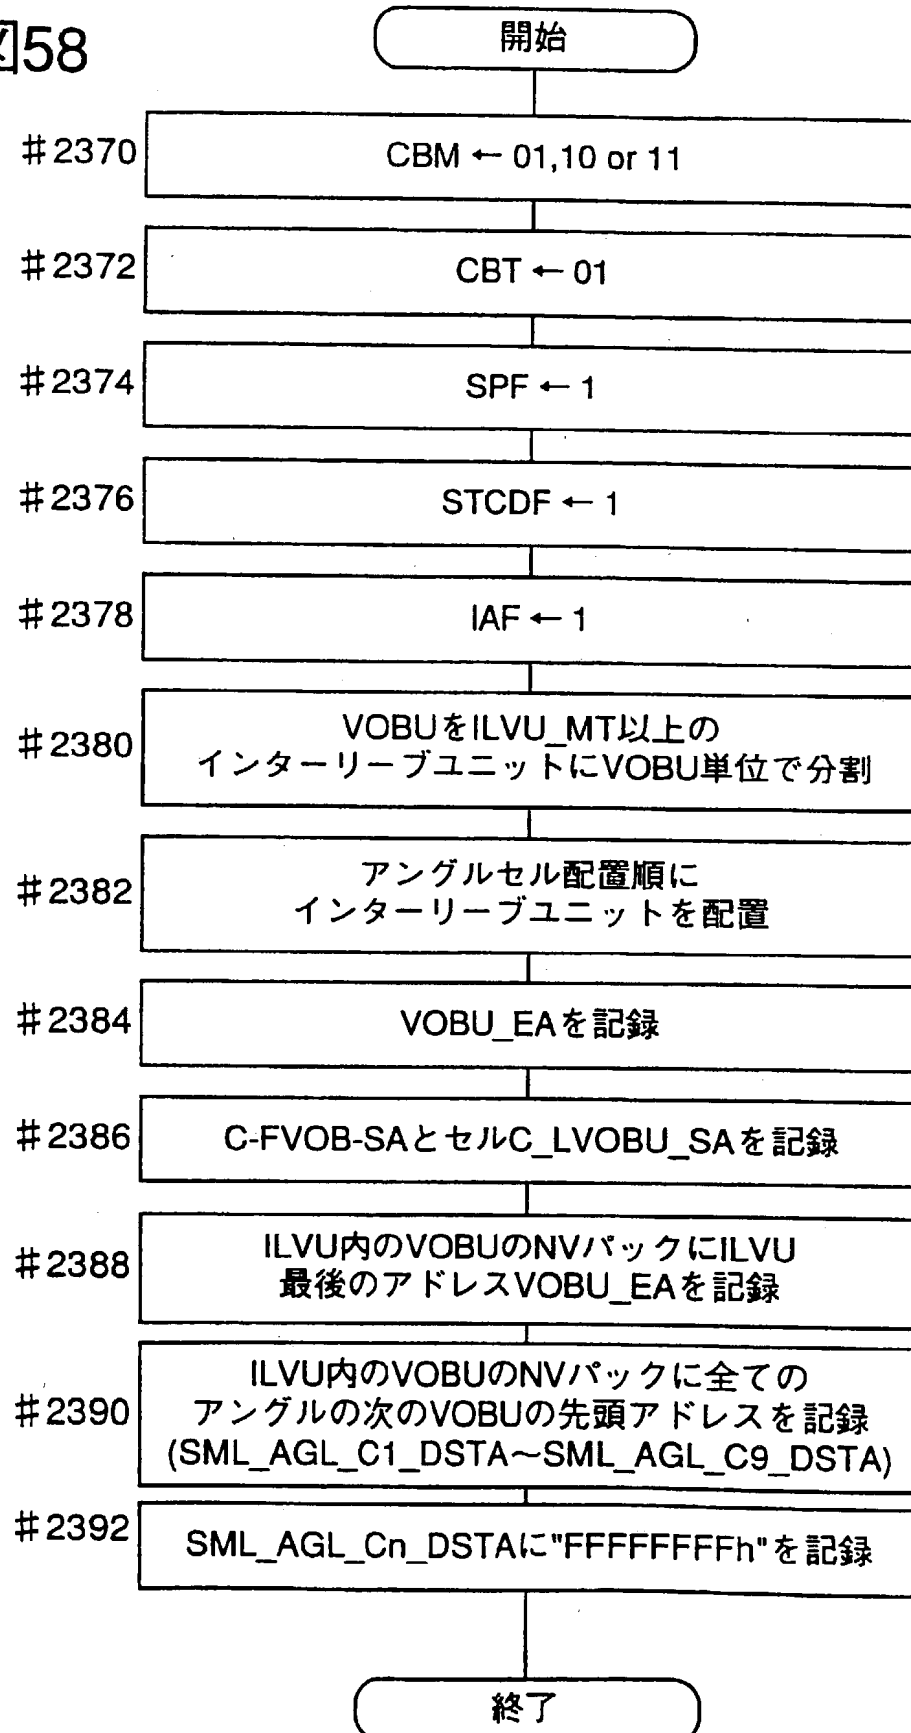 図58
開始
#2370
CBM ← 01,10 or 11
#2372
CBT ← 01
#2374
SPF ← 1
#2376
STCDF ← 1
#2378
IAF ← 1
#2380
VOBUをILVU_MT以上の
インターリーブユニットにVOBU単位で分割
#2382
アングルセル配置順に
インターリーブユニットを配置
#2384
VOBU_EAを記録
#2386
C-FVOB-SAとセルC_LVOBU_SAを記録
#2388
ILVU内のVOBUのNVパックにILVU
最後のアドレスVOBU_EAを記録
#2390
ILVU内のVOBUのNVパックに全ての
アングルの次のVOBUの先頭アドレスを記録
(SML_AGL_C1_DSTA～SML_AGL_C9_DSTA)
#2392
SML_AGL_Cn_DSTAに"FFFFFFFFh"を記録
終了